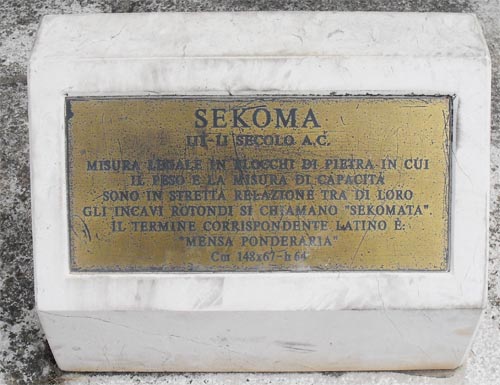 SEKOMA
III-II SECOLO A.C.
MISURA LEGALE IN BLOCCHI DI PIETRA IN CUI
IL PESO E LA MISURA DI CAPACITÀ
SONO IN STRETTA RELAZIONE TRA DI LORO
GLI INCAVI ROTONDI SI CHIAMANO "SEKOMATA".
IL TERMINE CORRISPONDENTE LATINO È:
"MENSA PONDERARIA"
Cm 148x67-h 64